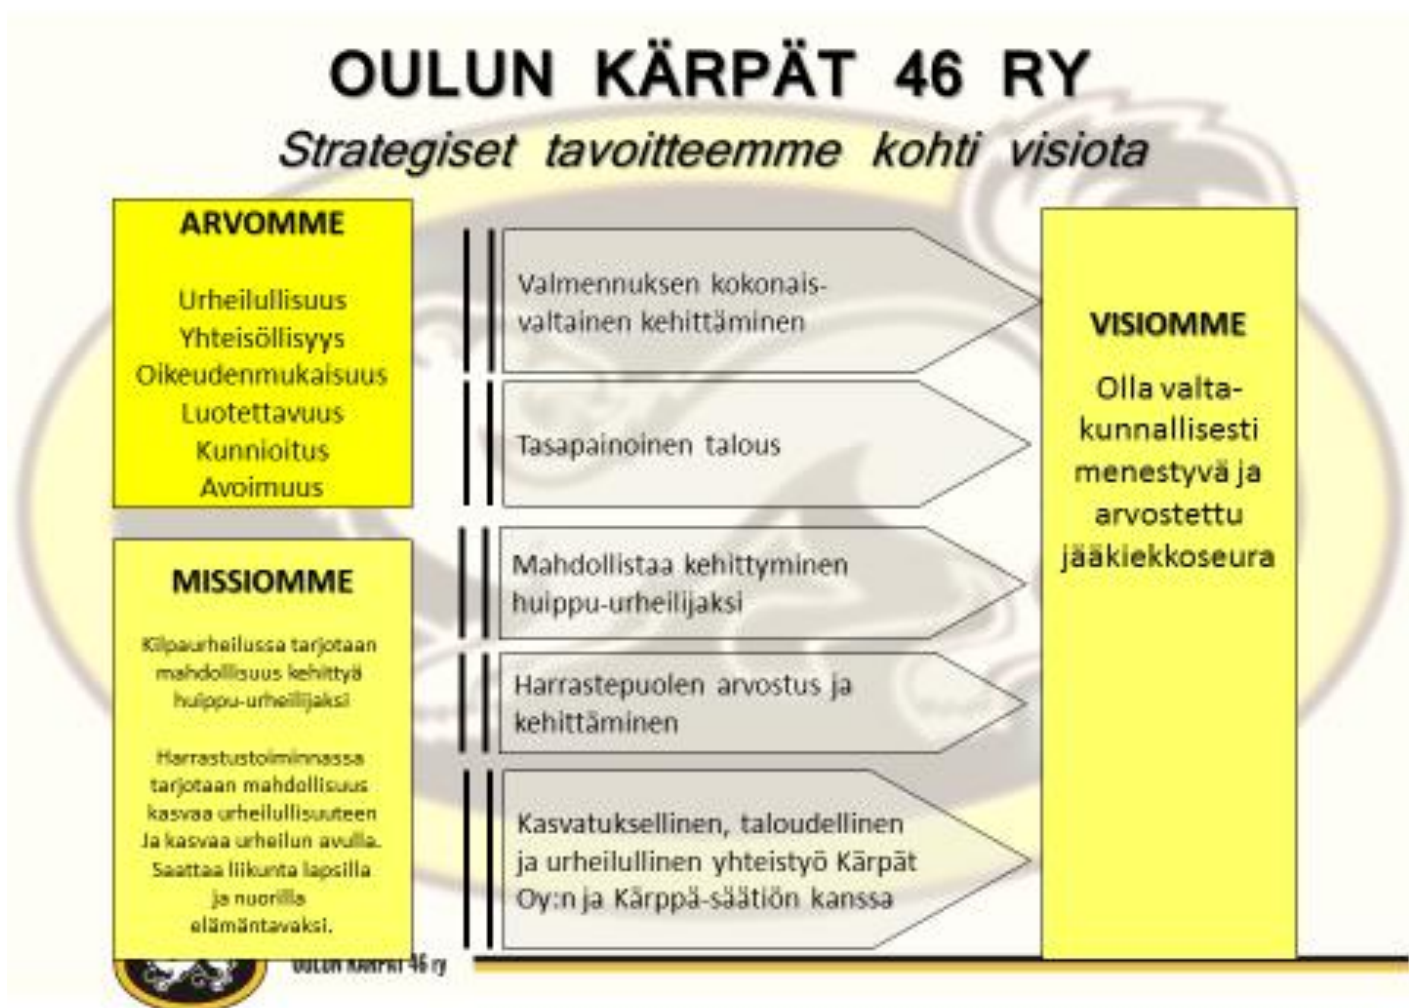 OULUN KÄRPÄT 46 RY
Strategiset tavoitteemme kohti visiota
ARVOMME
Urheilullisuus
Yhteisöllisyys
Oikeudenmukaisuus
Luotettavuus
Kunnioitus
Avoimuus
MISSIOMME
Kilpaurheilussa tarjotaan
mahdollisuus kehittyä
huippu-urheilijaksi
Harrastustoiminnassa
tarjotaan mahdollisuus
kasvaa urheilullisuuteen
Ja kasvaa urheilun avulla.
Saattaa liikunta lapsilla
ja nuorilla
elämäntavaksi.
Valmennuksen kokonais-
valtainen kehittäminen
Tasapainoinen talous
Mahdollistaa kehittyminen
huippu-urheilijaksi
Harrastepuolen arvostus ja
kehittäminen
Kasvatuksellinen, taloudellinen
ja urheilullinen yhteistyö Kärpät
Oy:n ja Kärppä-säätiön kanssa
VISIOMME
Olla valta-
kunnallisesti
menestyvä ja
arvostettu
jääkiekkoseura
OULUN KÄRPÄT 46 ry